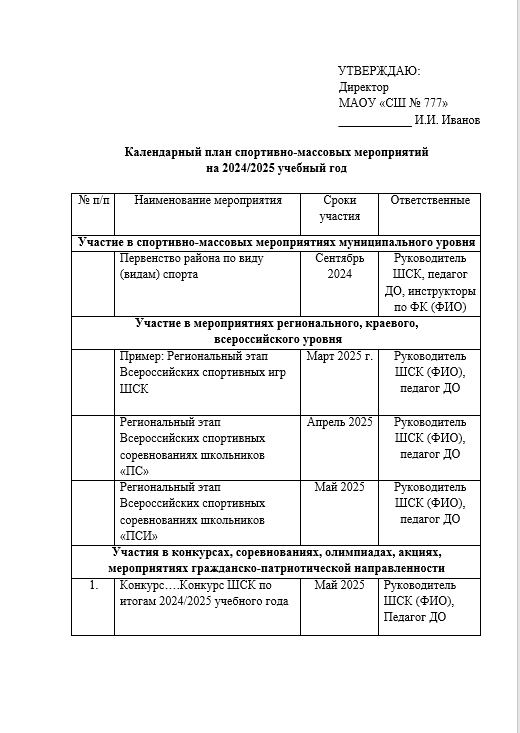 УТВЕРЖДАЮ:
Директор
МАОУ «СШ № 777»
____________ И.И. Иванов
Календарный план спортивно-массовых мероприятий
на 2024/2025 учебный год
№ п/п Наименование мероприятия Сроки участия Ответственные
Участие в спортивно-массовых мероприятиях муниципального уровня
Первенство района по виду
(видам) спорта
Сентябрь
2024
Руководитель
ШСК, педагог
ДО, инструкторы
по ФК (ФИО)
Участие в мероприятиях регионального, краевого,
всероссийского уровня
Пример: Региональный этап
Всероссийских спортивных игр
ШСК
Март 2025 г.
Руководитель
ШСК (ФИО),
педагог ДО
Региональный этап
Всероссийских спортивных
соревнованиях школьников
«ПС»
Апрель 2025
Руководитель
ШСК (ФИО),
педагог ДО
Региональный этап
Всероссийских спортивных
соревнованиях школьников
«ПСИ»
Май 2025
Руководитель
ШСК (ФИО),
педагог ДО
Участия в конкурсах, соревнованиях, олимпиадах, акциях,
мероприятиях гражданско-патриотической направленности
1.
Конкурс….Конкурс ШСК по
итогам 2024/2025 учебного года
Май 2025
Руководитель
ШСК (ФИО),
Педагог ДО